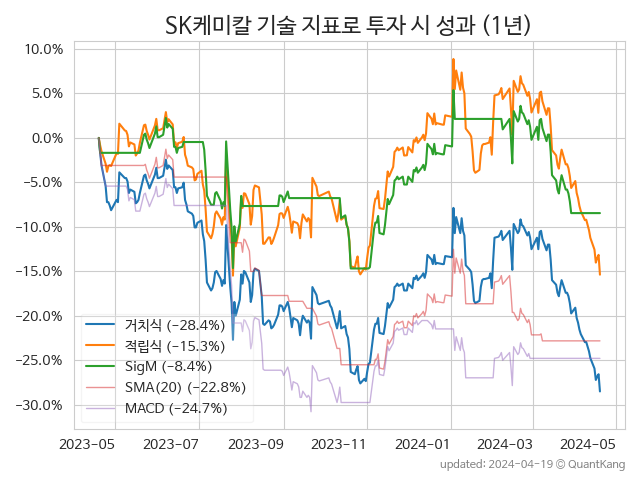 SK케미칼 기술 지표로 투자 시 성과 (1년)
10.0%
5.0%
0.0%
−5.0%
−10.0%
−15.0%
−20.0%
−25.0%
−30.0%
거치식 (−28.4%)
적립식 (−15.3%)
SigM (−8.4%)
SMA(20) (−22.8%)
MACD (−24.7%)
2023-05 2023-07 2023-09 2023-11 2024-01 2024-03 2024-05
updated: 2024-04-19 © QuantKang